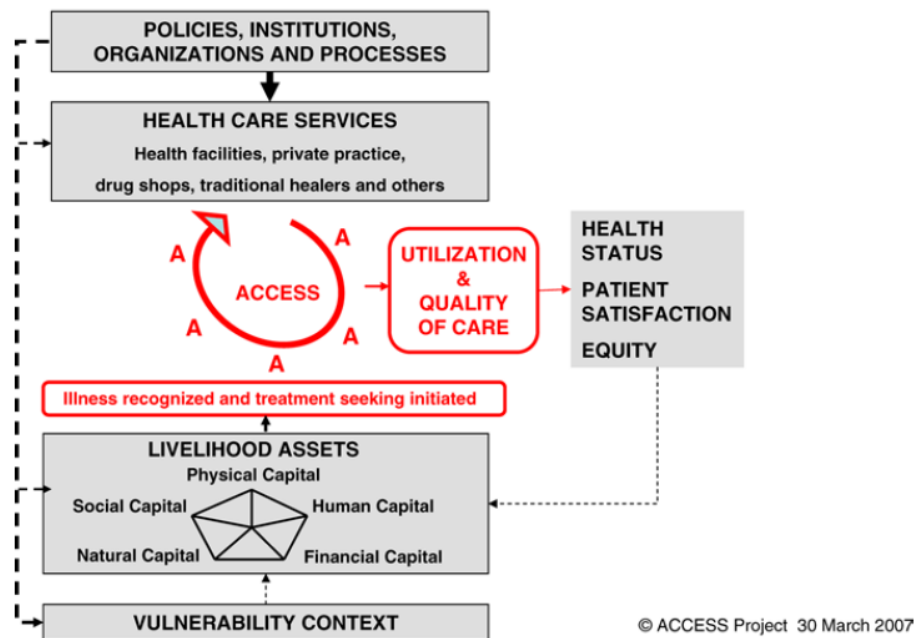 POLICIES, INSTITUTIONS,
ORGANIZATIONS AND PROCESSES
HEALTH CARE SERVICES
Health facilities, private practice,
drug shops, traditional healers and others
A
A
ACCESS
A
A
A
UTILIZATION
&
QUALITY
OF CARE
HEALTH
STATUS
PATIENT
SATISFACTION
EQUITY
Illness recognized and treatment seeking initiated
LIVELIHOOD ASSETS
Physical Capital
Social Capital
Human Capital
Natural Capital
Financial Capital
VULNERABILITY CONTEXT
© ACCESS Project 30 March 2007